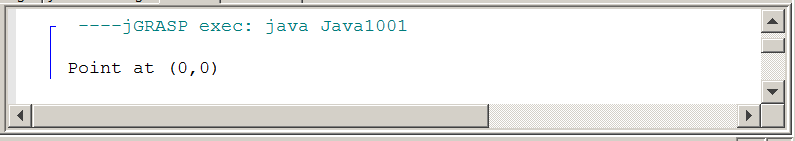 ----jGRASP exec: java Java1001
Point at (0,0)